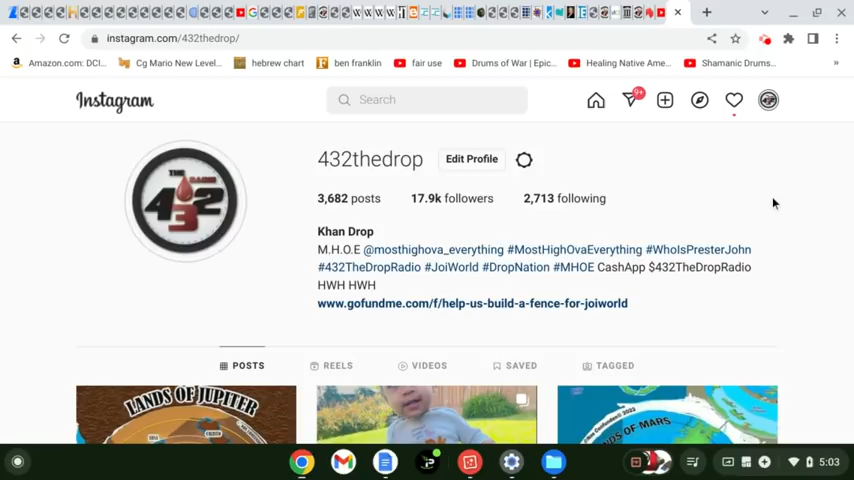 instagram.com/432thedrop/
Amazon.com: DCI...
Cg Mario New Level...
hebrew chart
ben franklin
fair use
Drums of War | Epic...
Healing Native Ame...
Shamanic Drums...
»
Instagram
Search
9+
432thedrop
Edit Profile
3,682 posts 17.9k followers 2,713 following
Khan Drop
M.H.O.E @mosthighova_everything #MostHighOvaEverything #WhoIsPresterJohn
#432TheDropRadio #JoiWorld #DropNation #MHOE CashApp $432TheDropRadio
HWH HWH
www.gofundme.com/f/help-us-build-a-fence-for-joiworld
THE
432
POSTS REELS VIDEOS SAVED TAGGED
LANDS OF JUPITER
LANDS OF MARS
5:03